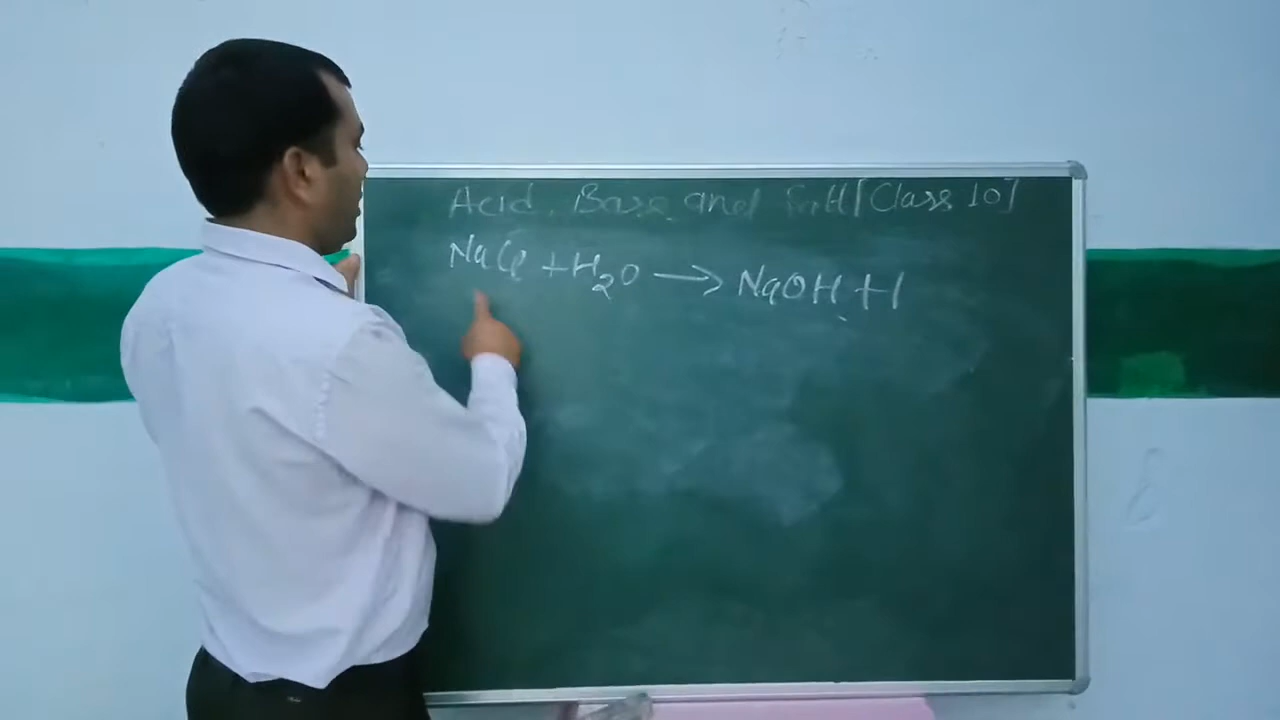 Acid, Base and Salt [Class 10]
NaCl + H₂O → NaOH + l